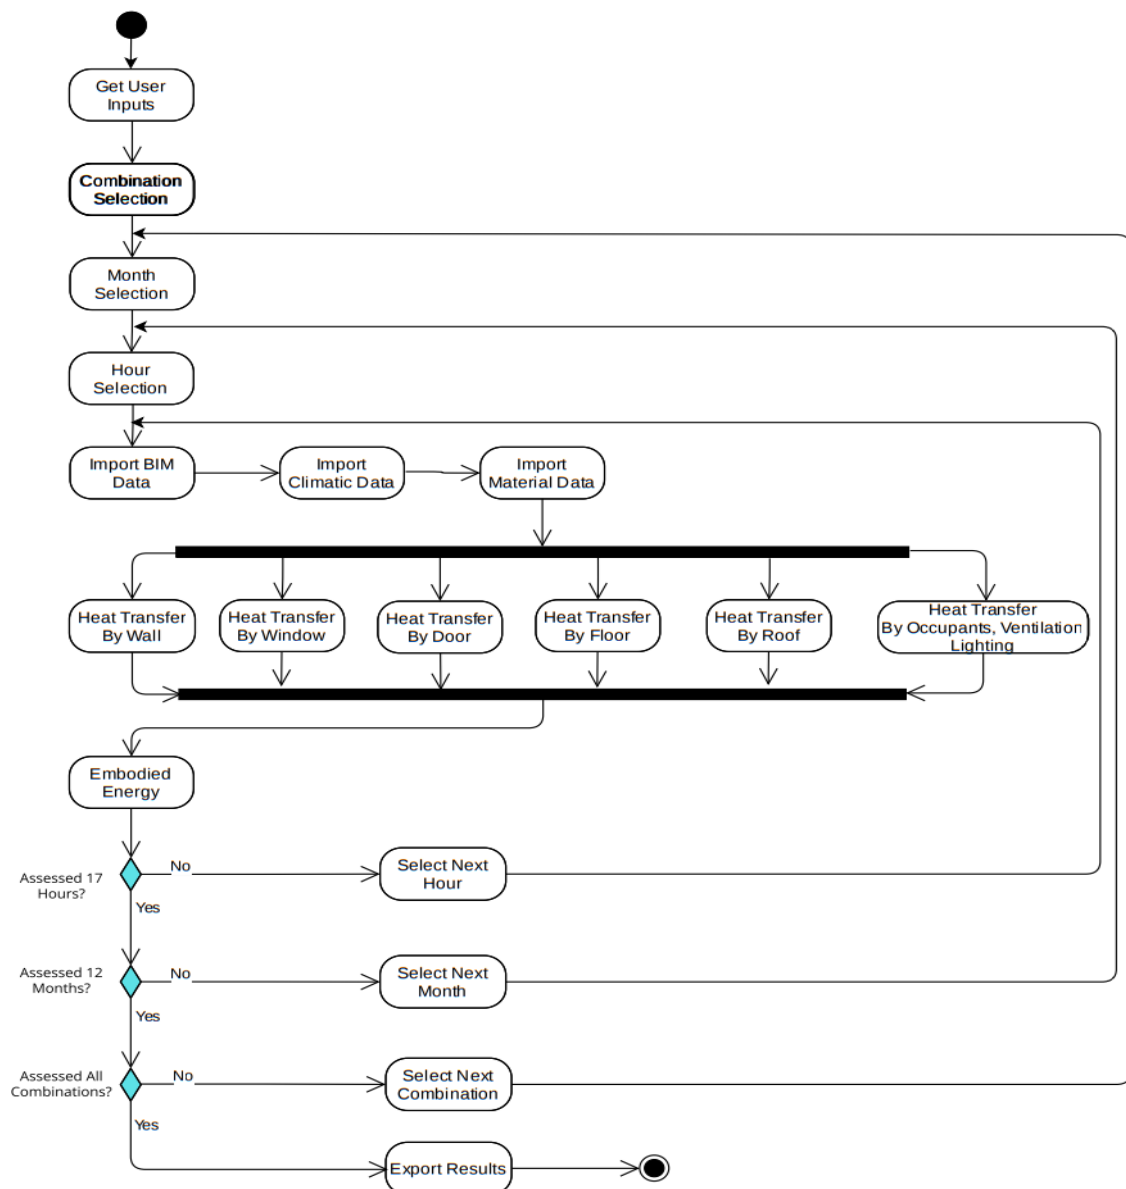 Get User
Inputs
Combination
Selection
Month
Selection
Hour
Selection
Import BIM
Data
Import
Climatic Data
Import
Material Data
Heat Transfer
By Wall
Heat Transfer
By Window
Heat Transfer
By Door
Heat Transfer
By Floor
Heat Transfer
By Roof
Heat Transfer
By Occupants, Ventilation
Lighting
Embodied
Energy
Assessed 17
Hours?
No
Yes
Select Next
Hour
Assessed 12
Months?
No
Yes
Select Next
Month
Assessed All
Combinations?
No
Yes
Select Next
Combination
Export Results